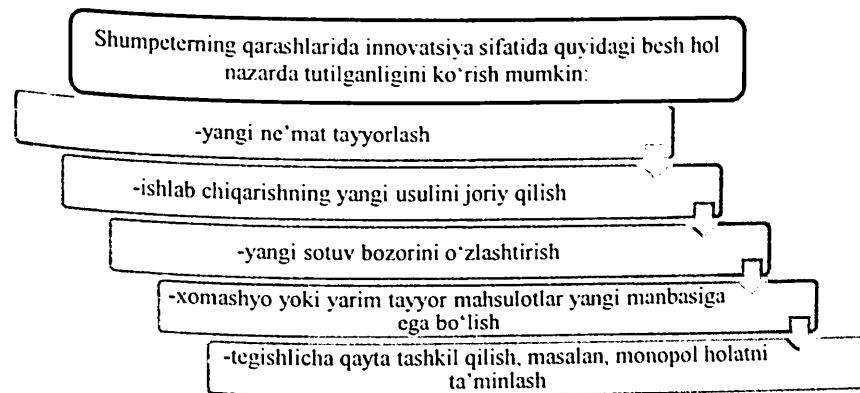 Shumpeterning qarashlarida innovatsiya sifatida quyidagi besh hol
nazarda tutilganligini ko‘rish mumkin:
-yangi ne’mat tayyorlash
-ishlab chiqarishning yangi usulini joriy qilish
-yangi sotuv bozorini o‘zlashtirish
-xomashyo yoki yarim tayyor mahsulotlar yangi manbasiga
ega bo‘lish
-tegishlicha qayta tashkil qilish, masalan, monopol holatni
ta’minlash